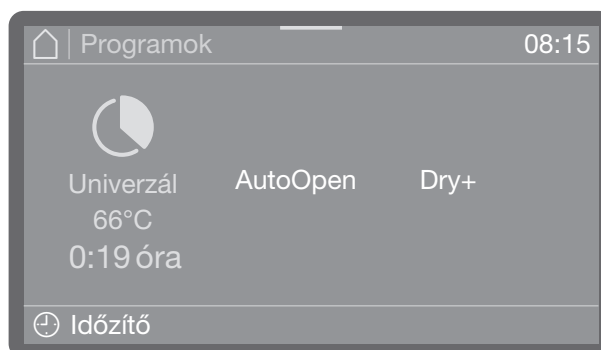 Programok 08:15
Univerzál AutoOpen Dry+
66°C
0:19 óra
Időzítő